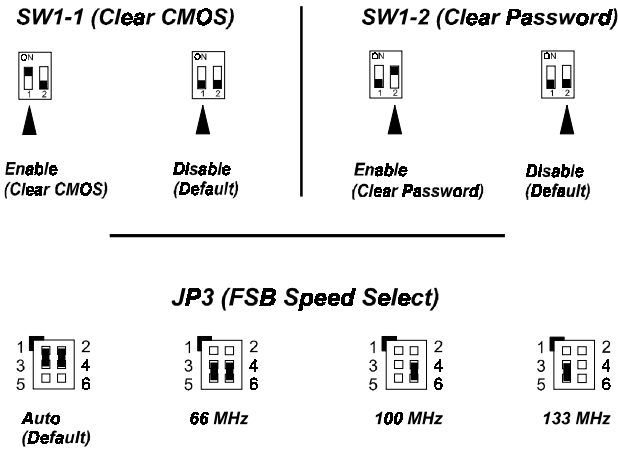 SW1-1 (Clear CMOS)
SW1-2 (Clear Password)
ON
1 2
ON
1 2
ON
1 2
ON
1 2
Enable
(Clear CMOS)
Disable
(Default)
Enable
(Clear Password)
Disable
(Default)
JP3 (FSB Speed Select)
1 2
3 4
5 6
1 2
3 4
5 6
1 2
3 4
5 6
1 2
3 4
5 6
Auto
(Default)
66 MHz
100 MHz
133 MHz